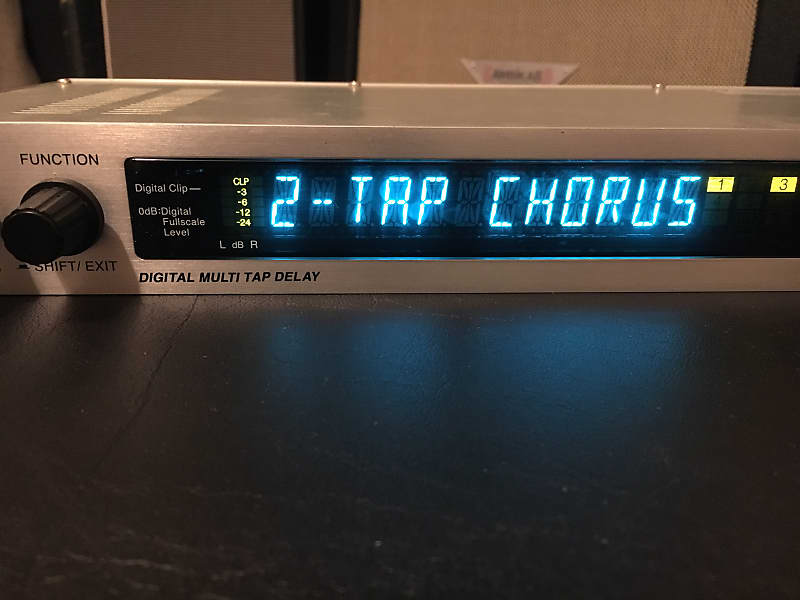 FUNCTION
Digital Clip
0dB:Digital
Fullscale
Level
CLP
-3
-6
-12
-24
L dB R
2-TAP CHORUS
1
3
SHIFT/ EXIT
DIGITAL MULTI TAP DELAY